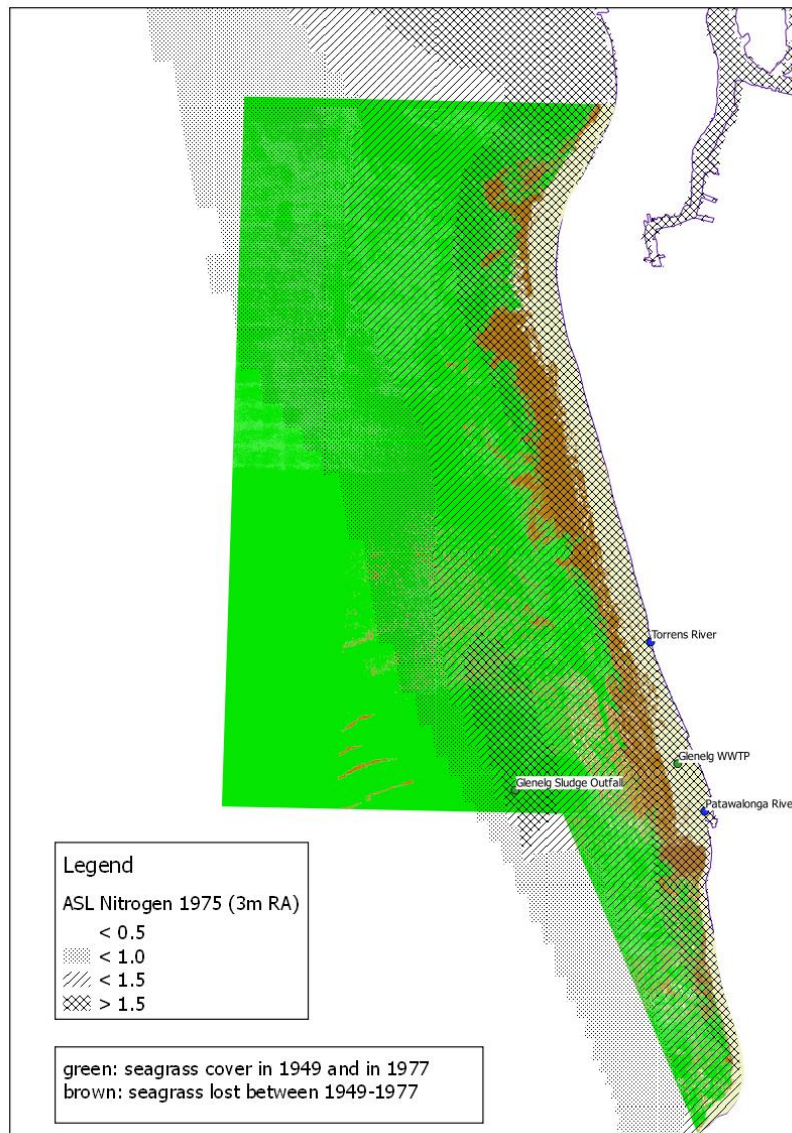 Torrens River
Glenelg WWTP
Glenelg Sludge Outfall
Patawalonga River
Legend
ASL Nitrogen 1975 (3m RA)
< 0.5
< 1.0
< 1.5
> 1.5
green: seagrass cover in 1949 and in 1977
brown: seagrass lost between 1949-1977